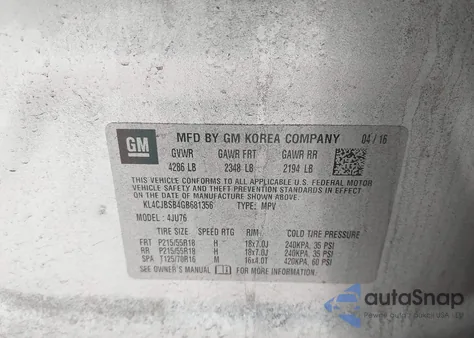 GM
MFD BY GM KOREA COMPANY 04/16
GVWR GAWR FRT GAWR RR
4286 LB 2348 LB 2194 LB
THIS VEHICLE CONFORMS TO ALL APPLICABLE U.S. FEDERAL MOTOR
VEHICLE SAFETY AND THEFT PREVENTION STANDARDS IN EFFECT ON
THE DATE OF MANUFACTURE SHOWN ABOVE.
KL4CJBSB4GB681356 TYPE: MPV
MODEL: 4JU76
TIRE SIZE SPEED RTG RIM COLD TIRE PRESSURE
FRT P215/55R18 H 18x7.0J 240KPA, 35 PSI
RR P215/55R18 H 18x7.0J 240KPA, 35 PSI
SPA T125/70R16 M 16x4.0T 420KPA, 60 PSI
SEE OWNER'S MANUAL FOR MORE INFORMATION.
autoSnap